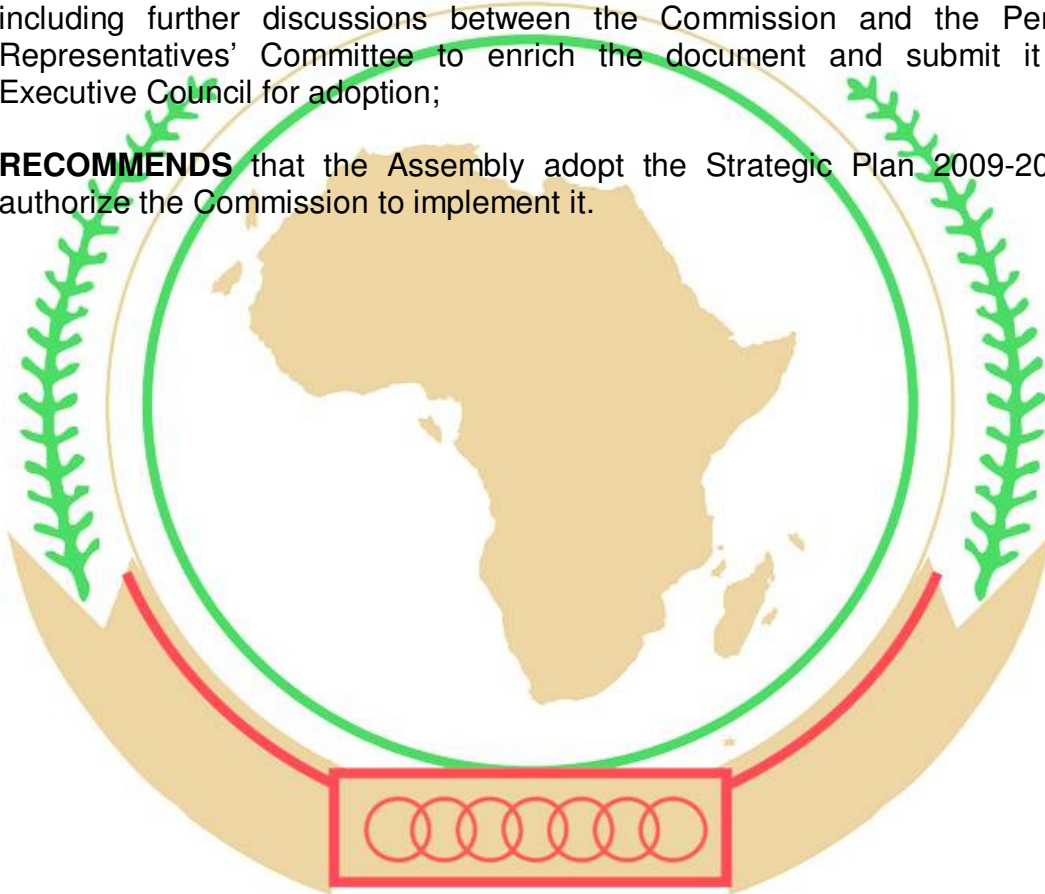 including further discussions between the Commission and the Per
Representatives’ Committee to enrich the document and submit it
Executive Council for adoption;
RECOMMENDS that the Assembly adopt the Strategic Plan 2009-20
authorize the Commission to implement it.